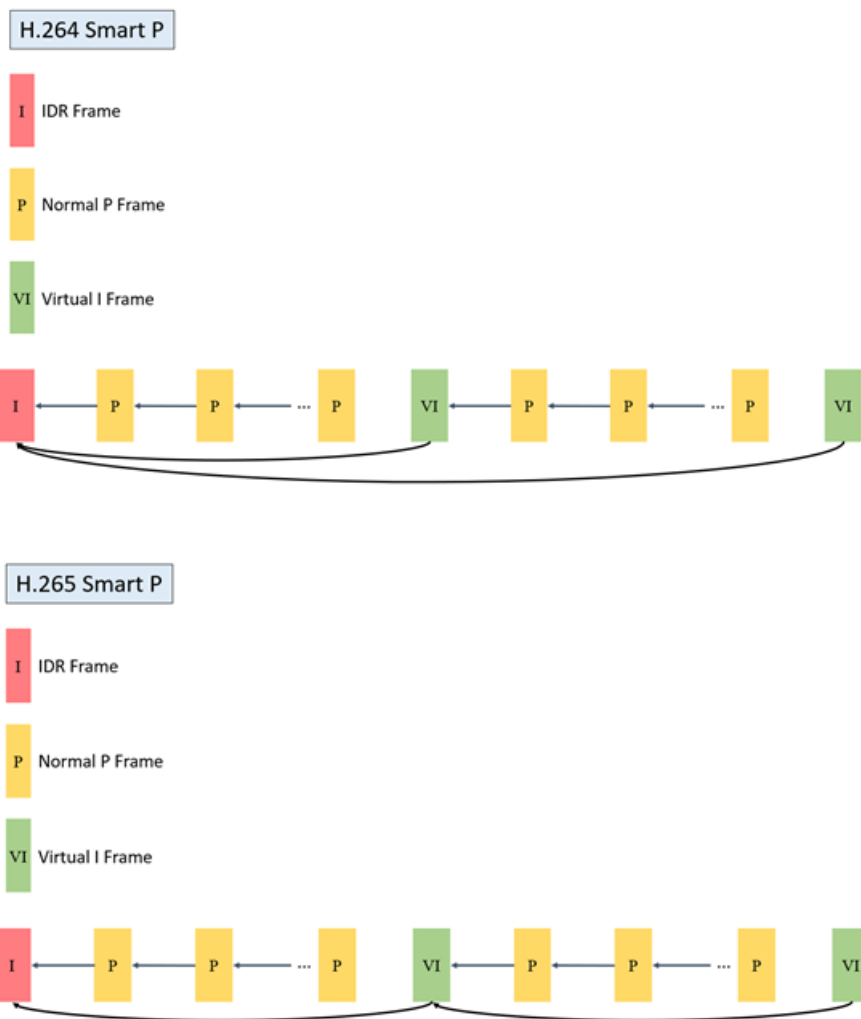 H.264 Smart P
I IDR Frame
P Normal P Frame
VI Virtual I Frame
I P P ... P VI P P ... P VI
H.265 Smart P
I IDR Frame
P Normal P Frame
VI Virtual I Frame
I P P ... P VI P P ... P VI